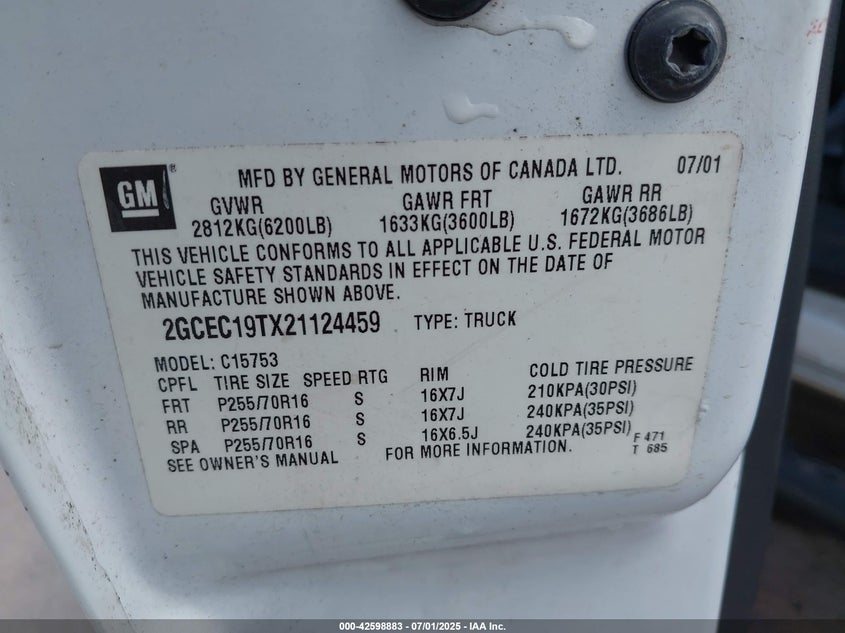 GM®
MFD BY GENERAL MOTORS OF CANADA LTD. 07/01
GVWR GAWR FRT GAWR RR
2812KG(6200LB) 1633KG(3600LB) 1672KG(3686LB)
THIS VEHICLE CONFORMS TO ALL APPLICABLE U.S. FEDERAL MOTOR
VEHICLE SAFETY STANDARDS IN EFFECT ON THE DATE OF
MANUFACTURE SHOWN ABOVE.
2GCEC19TX21124459 TYPE: TRUCK
MODEL: C15753
CPFL TIRE SIZE SPEED RTG RIM COLD TIRE PRESSURE
FRT P255/70R16 S 16X7J 210KPA(30PSI)
RR P255/70R16 S 16X7J 240KPA(35PSI)
SPA P255/70R16 S 16X6.5J 240KPA(35PSI)
SEE OWNER'S MANUAL FOR MORE INFORMATION.
F 471
T 685
000-42598883 - 07/01/2025 - IAA Inc.